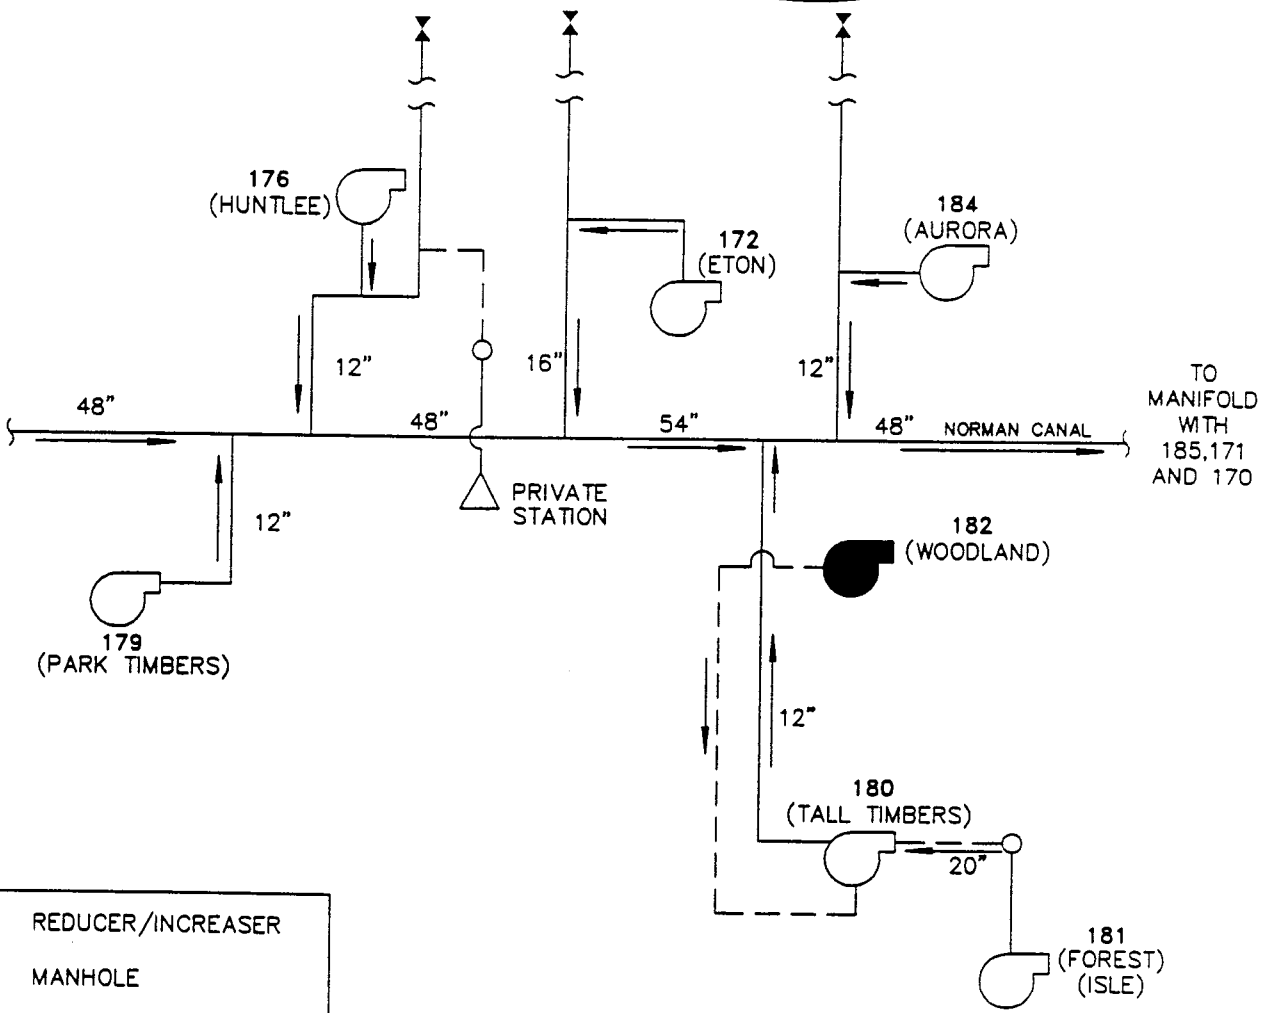 176
(HUNTLEE)
184
(AURORA)
172
(ETON)
12"
16"
12"
TO
MANIFOLD
WITH
185,171
AND 170
48"
48"
54"
48"
NORMAN CANAL
12"
PRIVATE
STATION
182
(WOODLAND)
179
(PARK TIMBERS)
12"
180
(TALL TIMBERS)
20"
REDUCER/INCREASER
MANHOLE
181
(FOREST)
(ISLE)